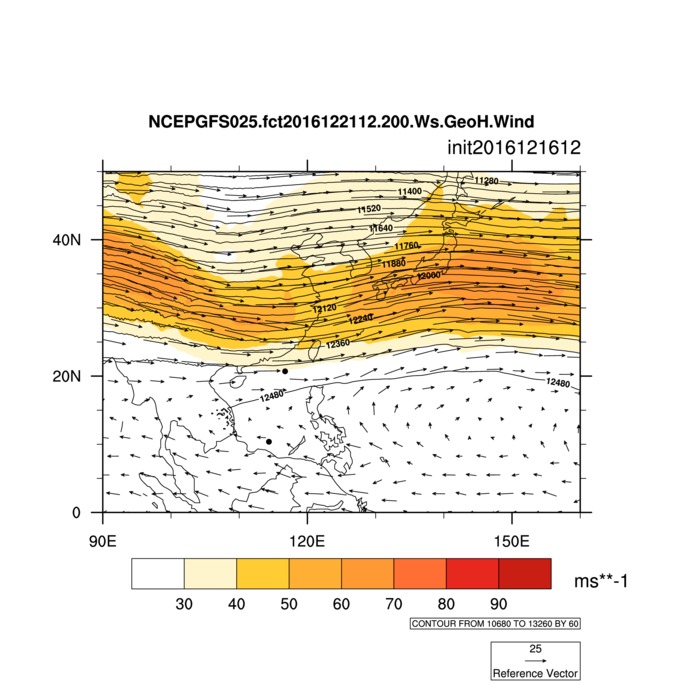 NCEPGFS025.fct2016122112.200.Ws.GeoH.Wind
init2016121612
11280
11400
11520
11640
40N
11760
11880
12000
12120
12240
12360
20N
12480
12480
0
90E 120E 150E
30 40 50 60 70 80 90
ms**-1
CONTOUR FROM 10680 TO 13260 BY 60
25
Reference Vector